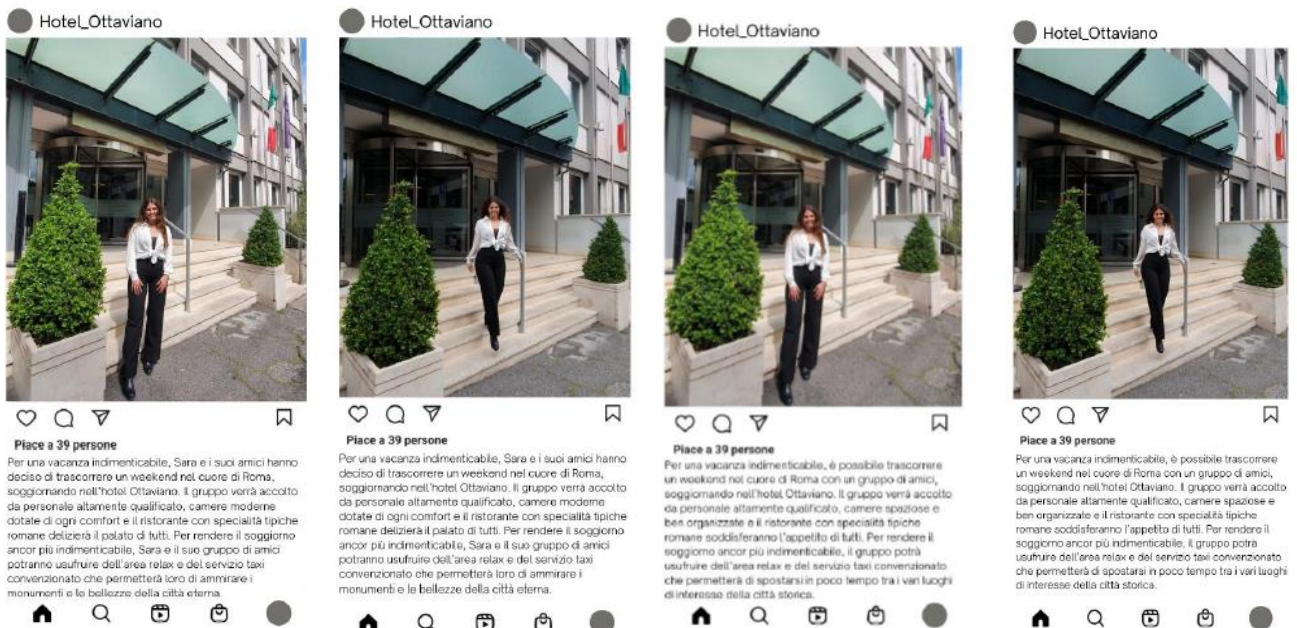 Hotel_Ottaviano
Piace a 39 persone
Per una vacanza indimenticabile, Sara e i suoi amici hanno
deciso di trascorrere un weekend nel cuore di Roma,
soggiornando nell'hotel Ottaviano. Il gruppo verrà accolto
da personale altamente qualificato, camere moderne
dotate di ogni comfort e il ristorante con specialità tipiche
romane delizierà il palato di tutti. Per rendere il soggiorno
ancor più indimenticabile, Sara e il suo gruppo di amici
potranno usufruire dell'area relax e del servizio taxi
convenzionato che permetterà loro di ammirare i
monumenti e le bellezze della città eterna.
Hotel_Ottaviano
Piace a 39 persone
Per una vacanza indimenticabile, Sara e i suoi amici hanno
deciso di trascorrere un weekend nel cuore di Roma,
soggiornando nell'hotel Ottaviano. Il gruppo verrà accolto
da personale altamente qualificato, camere moderne
dotate di ogni comfort e il ristorante con specialità tipiche
romane delizierà il palato di tutti. Per rendere il soggiorno
ancor più indimenticabile, Sara e il suo gruppo di amici
potranno usufruire dell'area relax e del servizio taxi
convenzionato che permetterà loro di ammirare i
monumenti e le bellezze della città eterna.
Hotel_Ottaviano
Piace a 39 persone
Per una vacanza indimenticabile, è possibile trascorrere
un weekend nel cuore di Roma con un gruppo di amici,
soggiornando nell'hotel Ottaviano. Il gruppo verrà accolto
da personale altamente qualificato, camere spaziose e
ben organizzate e il ristorante con specialità tipiche
romane soddisferanno l'appetito di tutti. Per rendere il
soggiorno ancor più indimenticabile, il gruppo potrà
usufruire dell'area relax e del servizio taxi convenzionato
che permetterà di spostarsi in poco tempo tra i vari luoghi
di interesse della città storica.
Hotel_Ottaviano
Piace a 39 persone
Per una vacanza indimenticabile, è possibile trascorrere
un weekend nel cuore di Roma con un gruppo di amici,
soggiornando nell'hotel Ottaviano. Il gruppo verrà accolto
da personale altamente qualificato, camere spaziose e
ben organizzate e il ristorante con specialità tipiche
romane soddisferanno l'appetito di tutti. Per rendere il
soggiorno ancor più indimenticabile, il gruppo potrà
usufruire dell'area relax e del servizio taxi convenzionato
che permetterà di spostarsi in poco tempo tra i vari luoghi
di interesse della città storica.